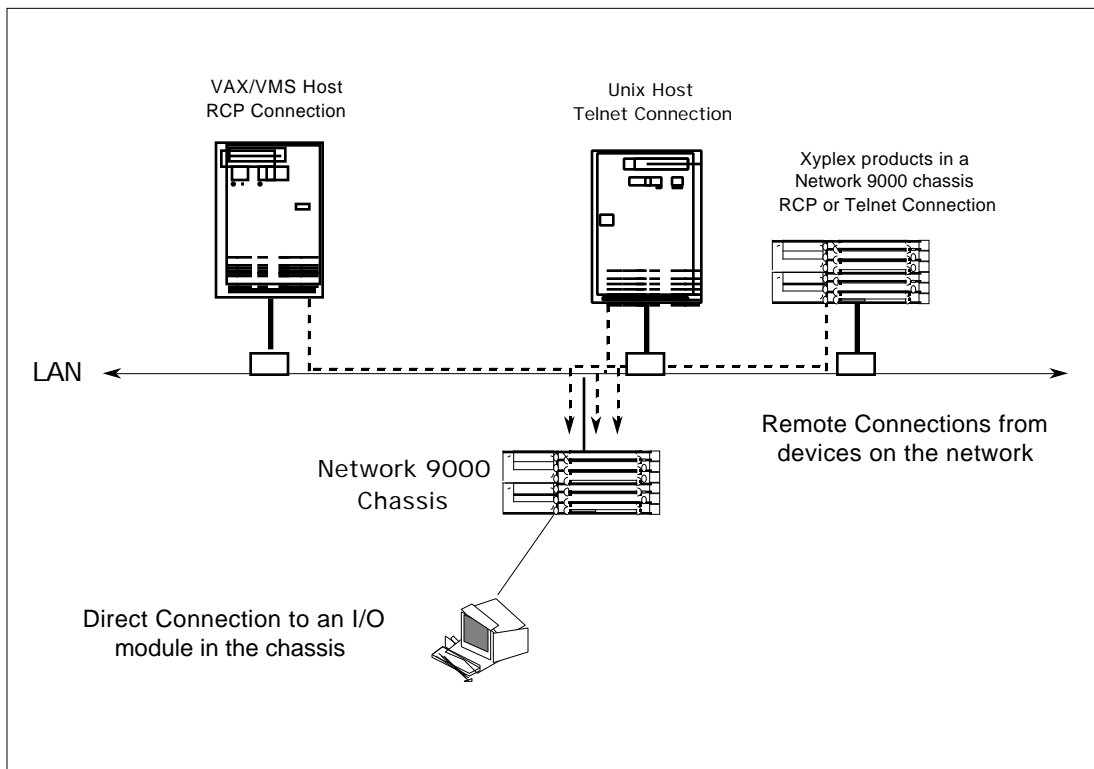 VAX/VMS Host
RCP Connection
Unix Host
Telnet Connection
Xyplex products in a
Network 9000 chassis
RCP or Telnet Connection
LAN
Remote Connections from
devices on the network
Network 9000
Chassis
Direct Connection to an I/O
module in the chassis